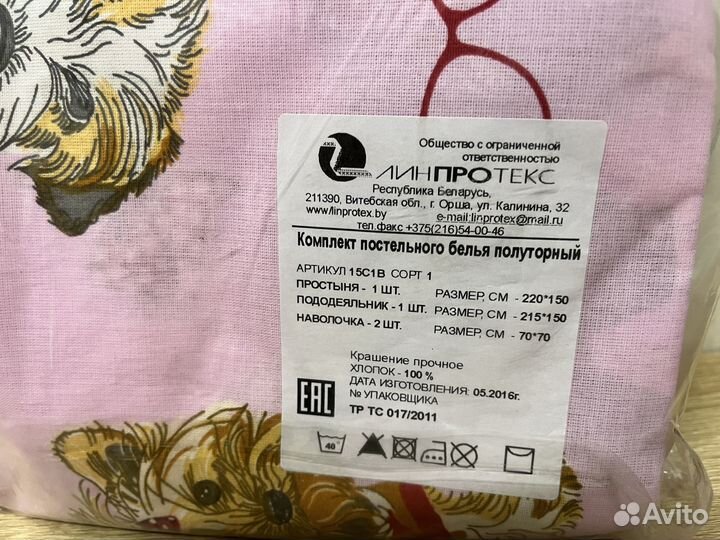 Общество с ограниченной
ответственностью
ЛИНПРОТЕКС
Республика Беларусь,
211390, Витебская обл., г. Орша, ул. Калинина, 32
www.linprotex.by e-mail:linprotex@mail.ru
тел.факс +375(216)54-00-46
Комплект постельного белья полуторный
АРТИКУЛ 15С1В СОРТ 1
ПРОСТЫНЯ - 1 ШТ. РАЗМЕР, СМ - 220*150
ПОДОДЕЯЛЬНИК - 1 ШТ. РАЗМЕР, СМ - 215*150
НАВОЛОЧКА - 2 ШТ. РАЗМЕР, СМ - 70*70
Крашение прочное
ХЛОПОК - 100 %
ДАТА ИЗГОТОВЛЕНИЯ: 05.2016г.
№ УПАКОВЩИКА
ЕАС ТР ТС 017/2011
40
Avito